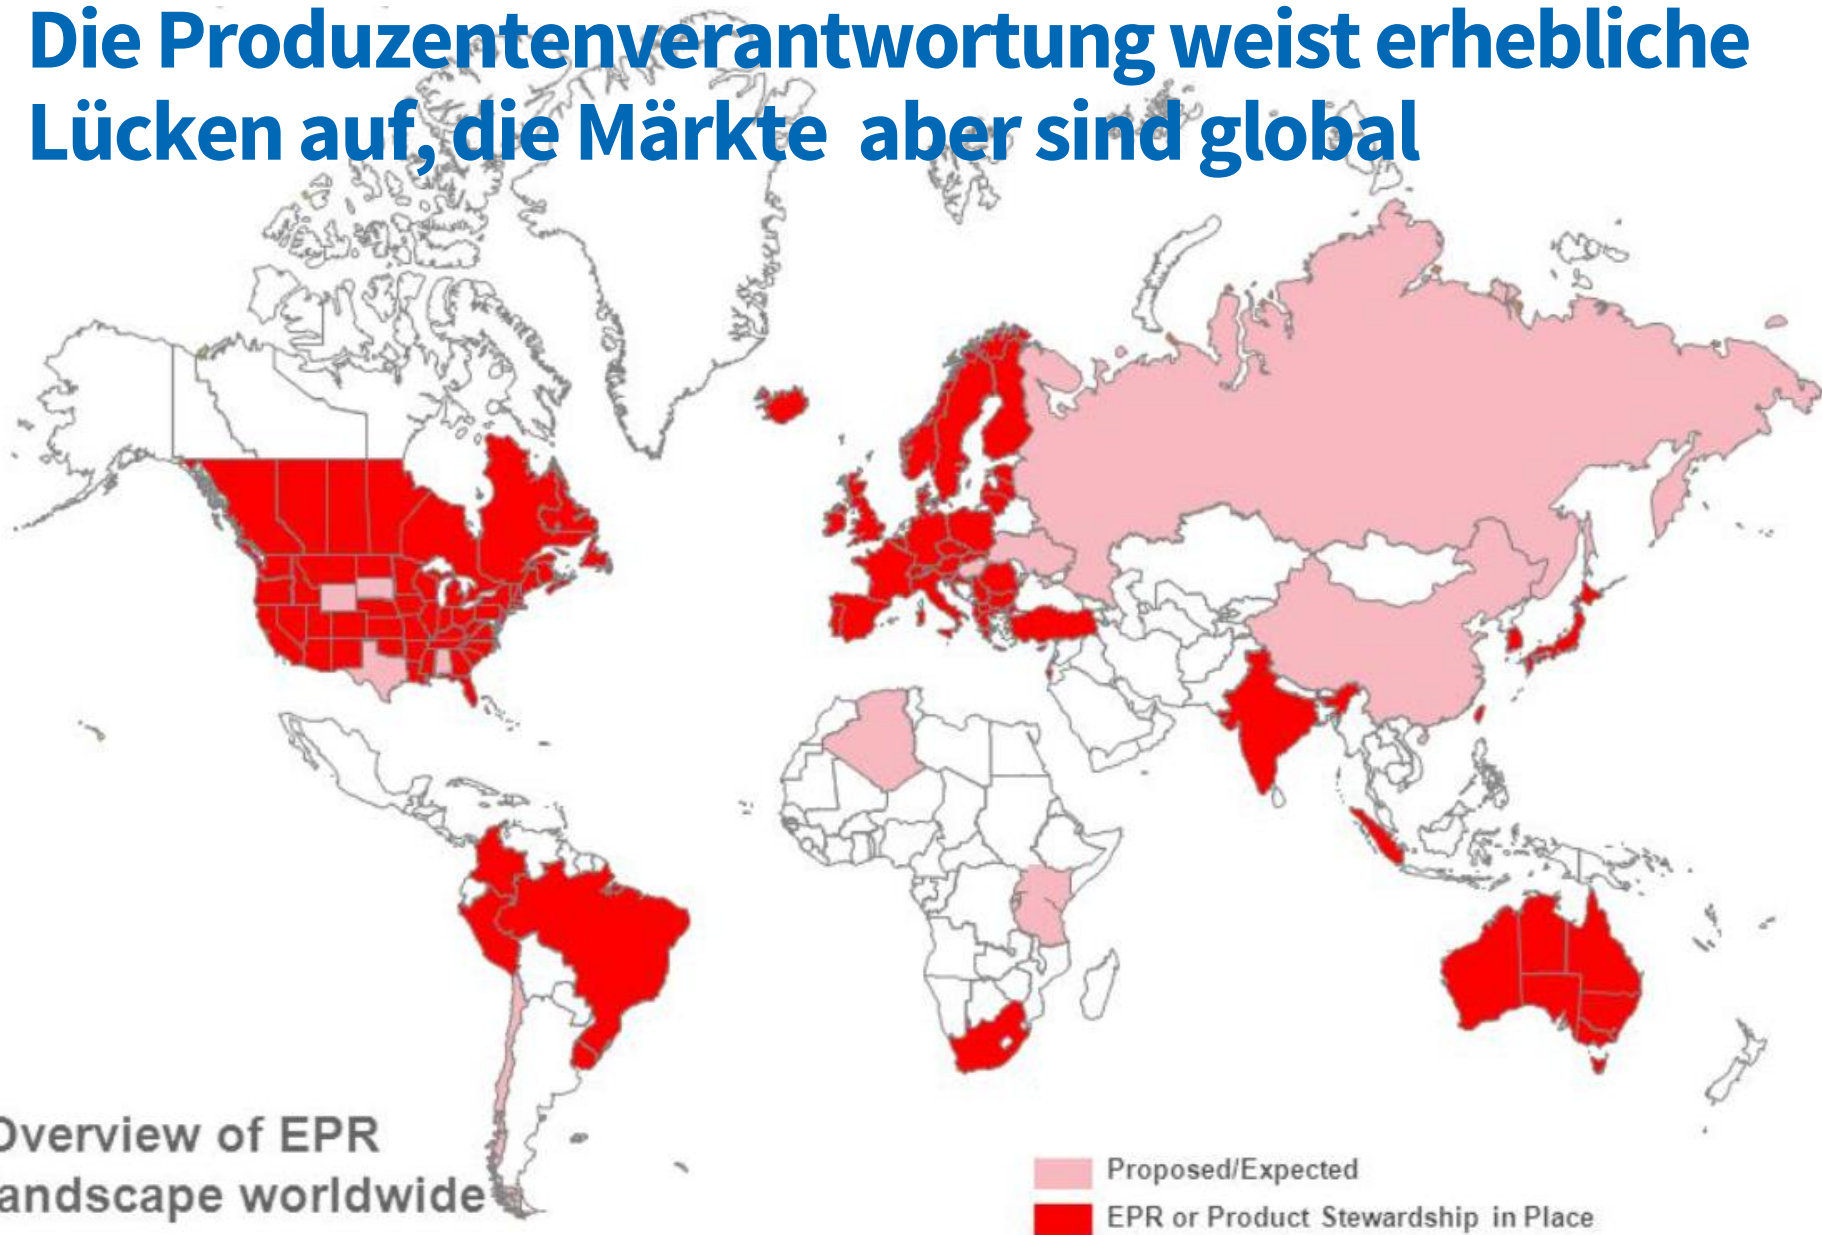 Die Produzentenverantwortung weist erhebliche
Lücken auf, die Märkte aber sind global
Overview of EPR
landscape worldwide
Proposed/Expected
EPR or Product Stewardship in Place